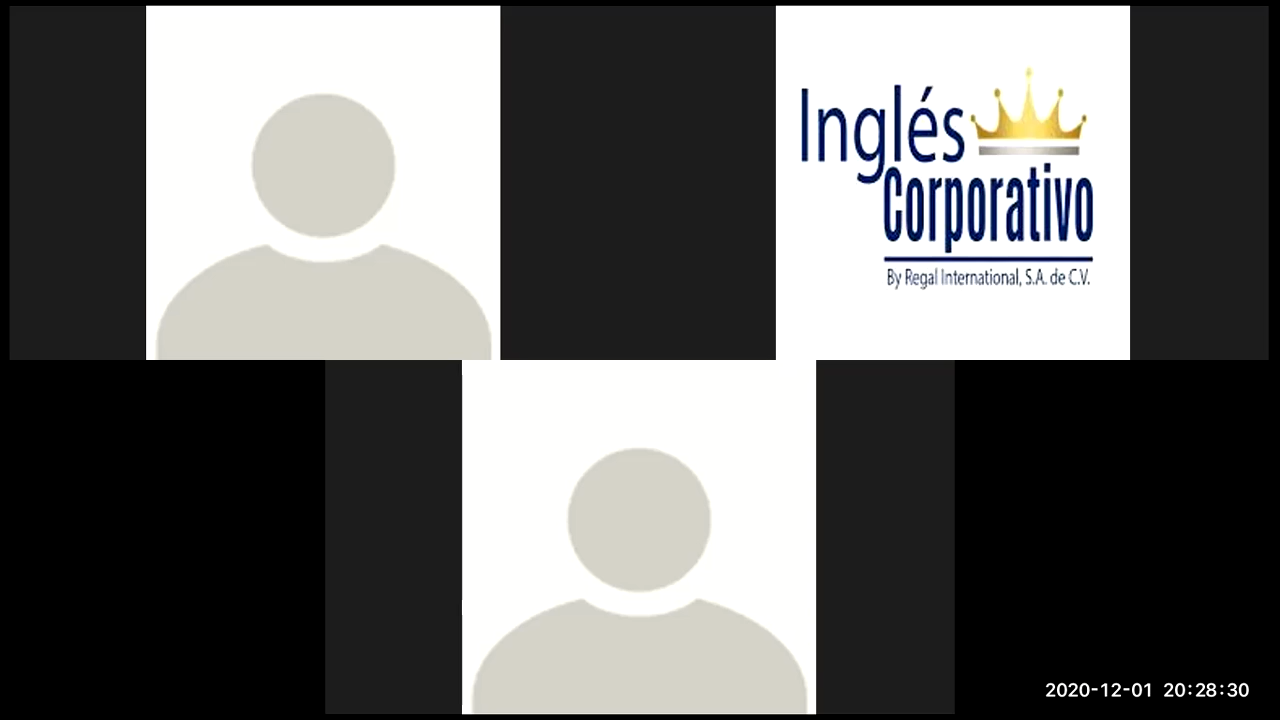 Inglés
Corporativo
By Regal International, S.A. de C.V.
2020-12-01 20:28:30